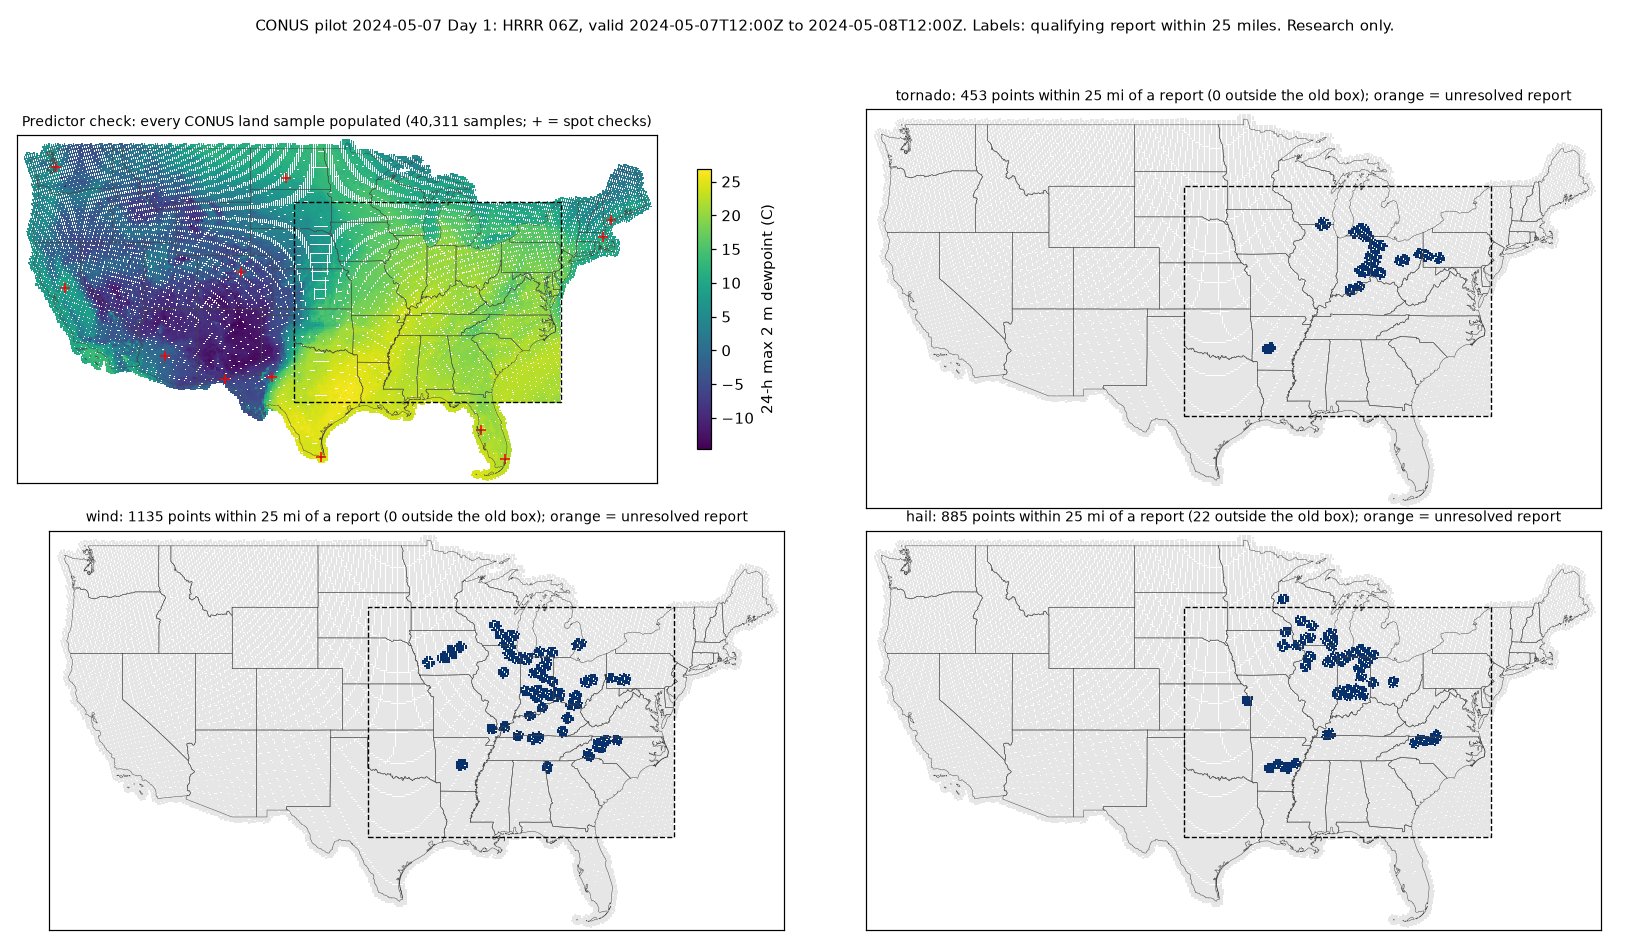 CONUS pilot 2024-05-07 Day 1: HRRR 06Z, valid 2024-05-07T12:00Z to 2024-05-08T12:00Z. Labels: qualifying report within 25 miles. Research only.
Predictor check: every CONUS land sample populated (40,311 samples; + = spot checks)
25
20
15
10
5
0
−5
−10
24-h max 2 m dewpoint (C)
tornado: 453 points within 25 mi of a report (0 outside the old box); orange = unresolved report
wind: 1135 points within 25 mi of a report (0 outside the old box); orange = unresolved report
hail: 885 points within 25 mi of a report (22 outside the old box); orange = unresolved report